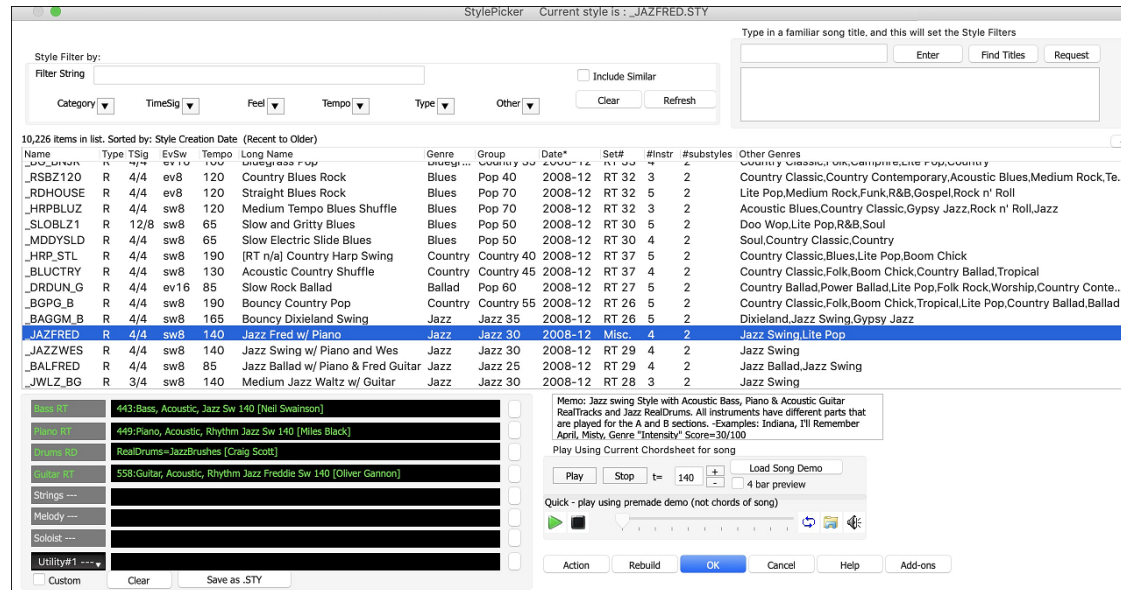 StylePicker Current style is : _JAZFRED.STY
Type in a familiar song title, and this will set the Style Filters
Enter Find Titles Request
Style Filter by:
Filter String
Include Similar
Category TimeSig Feel Tempo Type Other Clear Refresh
10,226 items in list. Sorted by: Style Creation Date (Recent to Older)
Name Type TSig EvSw Tempo Long Name Genre Group Date* Set# #Instr #substyles Other Genres
_RSBZ120 R 4/4 ev8 120 Country Blues Rock Blues Pop 40 2008-12 RT 32 3 2 Country Classic,Country Contemporary,Acoustic Blues,Medium Rock,Te...
_RDHOUSE R 4/4 ev8 120 Straight Blues Rock Blues Pop 70 2008-12 RT 32 5 2 Lite Pop,Medium Rock,Funk,R&B,Gospel,Rock n' Roll
_HRPBLUZ R 4/4 sw8 120 Medium Tempo Blues Shuffle Blues Pop 70 2008-12 RT 32 3 2 Acoustic Blues,Country Classic,Gypsy Jazz,Rock n' Roll,Jazz
_SLOBLZ1 R 12/8 sw8 65 Slow and Gritty Blues Blues Pop 50 2008-12 RT 30 5 2 Doo Wop,Lite Pop,R&B,Soul
_MDDYSLD R 4/4 sw8 65 Slow Electric Slide Blues Blues Pop 50 2008-12 RT 30 4 2 Soul,Country Classic,Country
_HRP_STL R 4/4 sw8 190 [RT n/a] Country Harp Swing Country Country 40 2008-12 RT 37 5 2 Country Classic,Blues,Lite Pop,Boom Chick
_BLUCTRY R 4/4 sw8 130 Acoustic Country Shuffle Country Country 45 2008-12 RT 37 4 2 Country Classic,Folk,Boom Chick,Country Ballad,Tropical
_DRDUN_G R 4/4 ev16 85 Slow Rock Ballad Ballad Pop 60 2008-12 RT 27 5 2 Country Ballad,Power Ballad,Lite Pop,Folk Rock,Worship,Country Conte...
_BGPG_B R 4/4 sw8 190 Bouncy Country Pop Country Country 55 2008-12 RT 26 5 2 Country Classic,Folk,Boom Chick,Tropical,Lite Pop,Country Ballad,Ballad
_BAGGM_B R 4/4 sw8 165 Bouncy Dixieland Swing Jazz Jazz 35 2008-12 RT 26 5 2 Dixieland,Jazz Swing,Gypsy Jazz
_JAZFRED R 4/4 sw8 140 Jazz Fred w/ Piano Jazz Jazz 30 2008-12 Misc. 4 2 Jazz Swing,Lite Pop
_JAZZWES R 4/4 sw8 140 Jazz Swing w/ Piano and Wes Jazz Jazz 30 2008-12 RT 29 4 2 Jazz Swing
_BALFRED R 4/4 sw8 85 Jazz Ballad w/ Piano & Fred Guitar Jazz Jazz 25 2008-12 RT 29 4 2 Jazz Ballad,Jazz Swing
_JWLZ_BG R 3/4 sw8 140 Medium Jazz Waltz w/ Guitar Jazz Jazz 30 2008-12 RT 28 3 2 Jazz Swing
Bass RT 443:Bass, Acoustic, Jazz Sw 140 [Neil Swainson]
Piano RT 449:Piano, Acoustic, Rhythm Jazz Sw 140 [Miles Black]
Drums RD RealDrums=JazzBrushes [Craig Scott]
Guitar RT 558:Guitar, Acoustic, Rhythm Jazz Freddie Sw 140 [Oliver Gannon]
Strings ---
Melody ---
Soloist ---
Utility#1 ---
Custom Clear Save as .STY
Memo: Jazz swing Style with Acoustic Bass, Piano & Acoustic Guitar
RealTracks and Jazz RealDrums. All instruments have different parts that
are played for the A and B sections. -Examples: Indiana, I'll Remember
April, Misty, Genre "Intensity" Score=30/100
Play Using Current Chordsheet for song
Play Stop t= 140 + - Load Song Demo
4 bar preview
Quick - play using premade demo (not chords of song)
Action Rebuild OK Cancel Help Add-ons